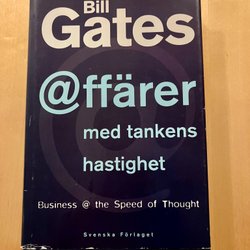 Bill
Gates
@ffärer
med tankens
hastighet
Business @ the Speed of Thought
Svenska Förlaget